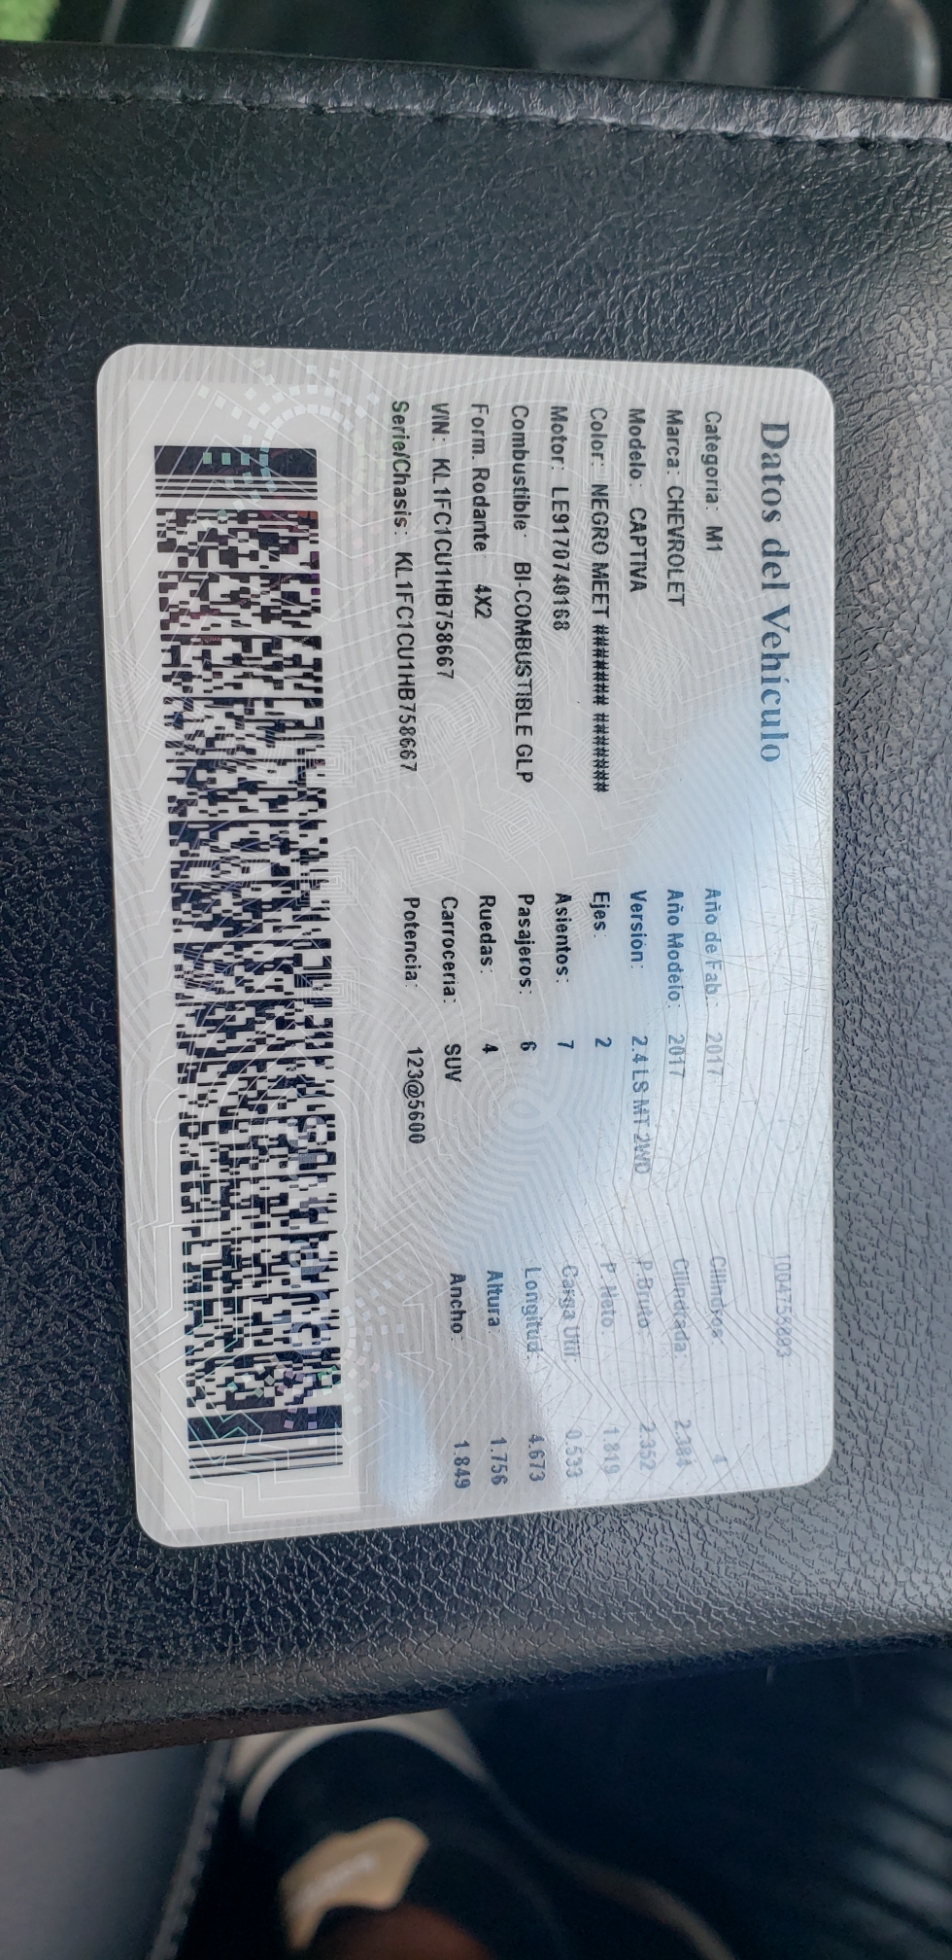 Datos del Vehículo
Categoria: M1
Marca: CHEVROLET
Modelo: CAPTIVA
Color: NEGRO MEET ####### #######
Motor: LE9170740168
Combustible: BI-COMBUSTIBLE GLP
Form. Rodante 4X2
VIN: KL1FC1CU1HB758667
Serie/Chasis: KL1FC1CU1HB758667
Año de Fab.: 2017
Año Modelo: 2017
Versión: 2.4 LS MT 2WD
Ejes: 2
Asientos: 7
Pasajeros: 6
Ruedas: 4
Carrocería: SUV
Potencia: 123@5600
Cilindros 4
Cilindrada: 2.384
P.Bruto: 2.352
P. Neto: 1.819
Carga Util: 0.533
Longitud: 4.673
Altura: 1.756
Ancho: 1.849